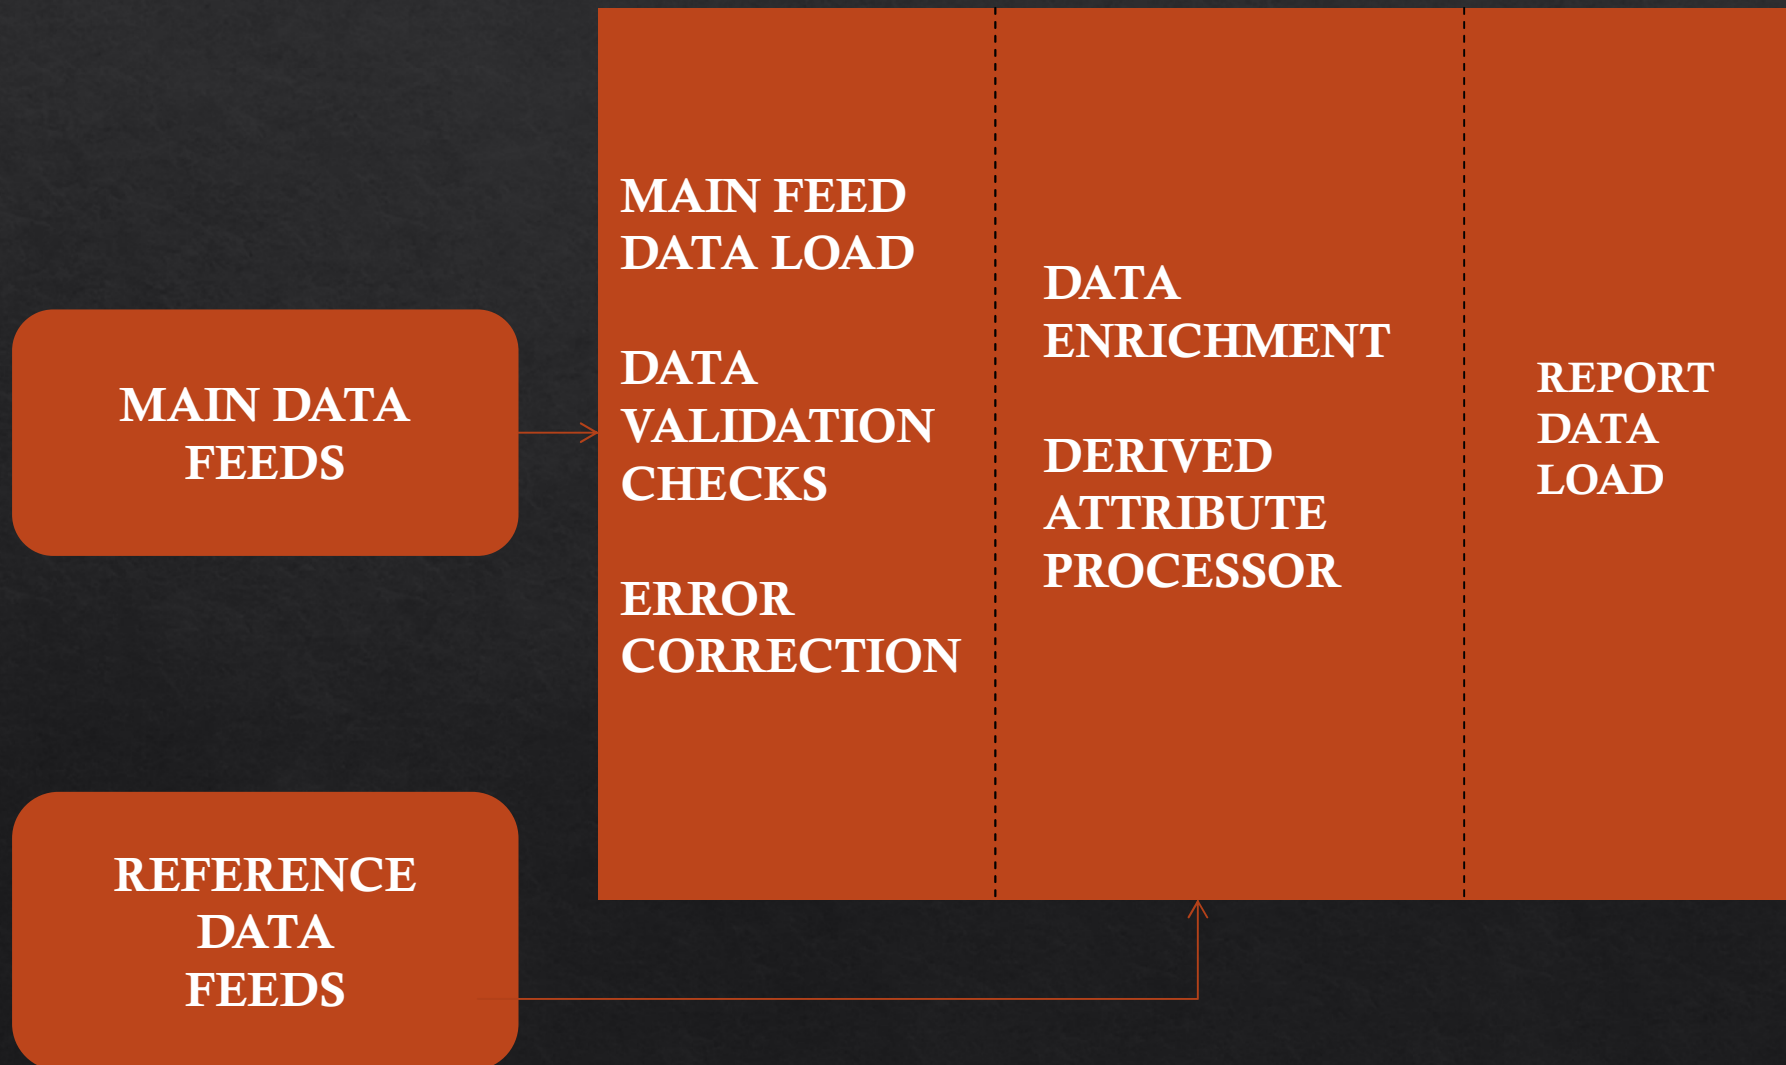 MAIN DATA
FEEDS
REFERENCE
DATA
FEEDS
MAIN FEED
DATA LOAD
DATA
VALIDATION
CHECKS
ERROR
CORRECTION
DATA
ENRICHMENT
DERIVED
ATTRIBUTE
PROCESSOR
REPORT
DATA
LOAD